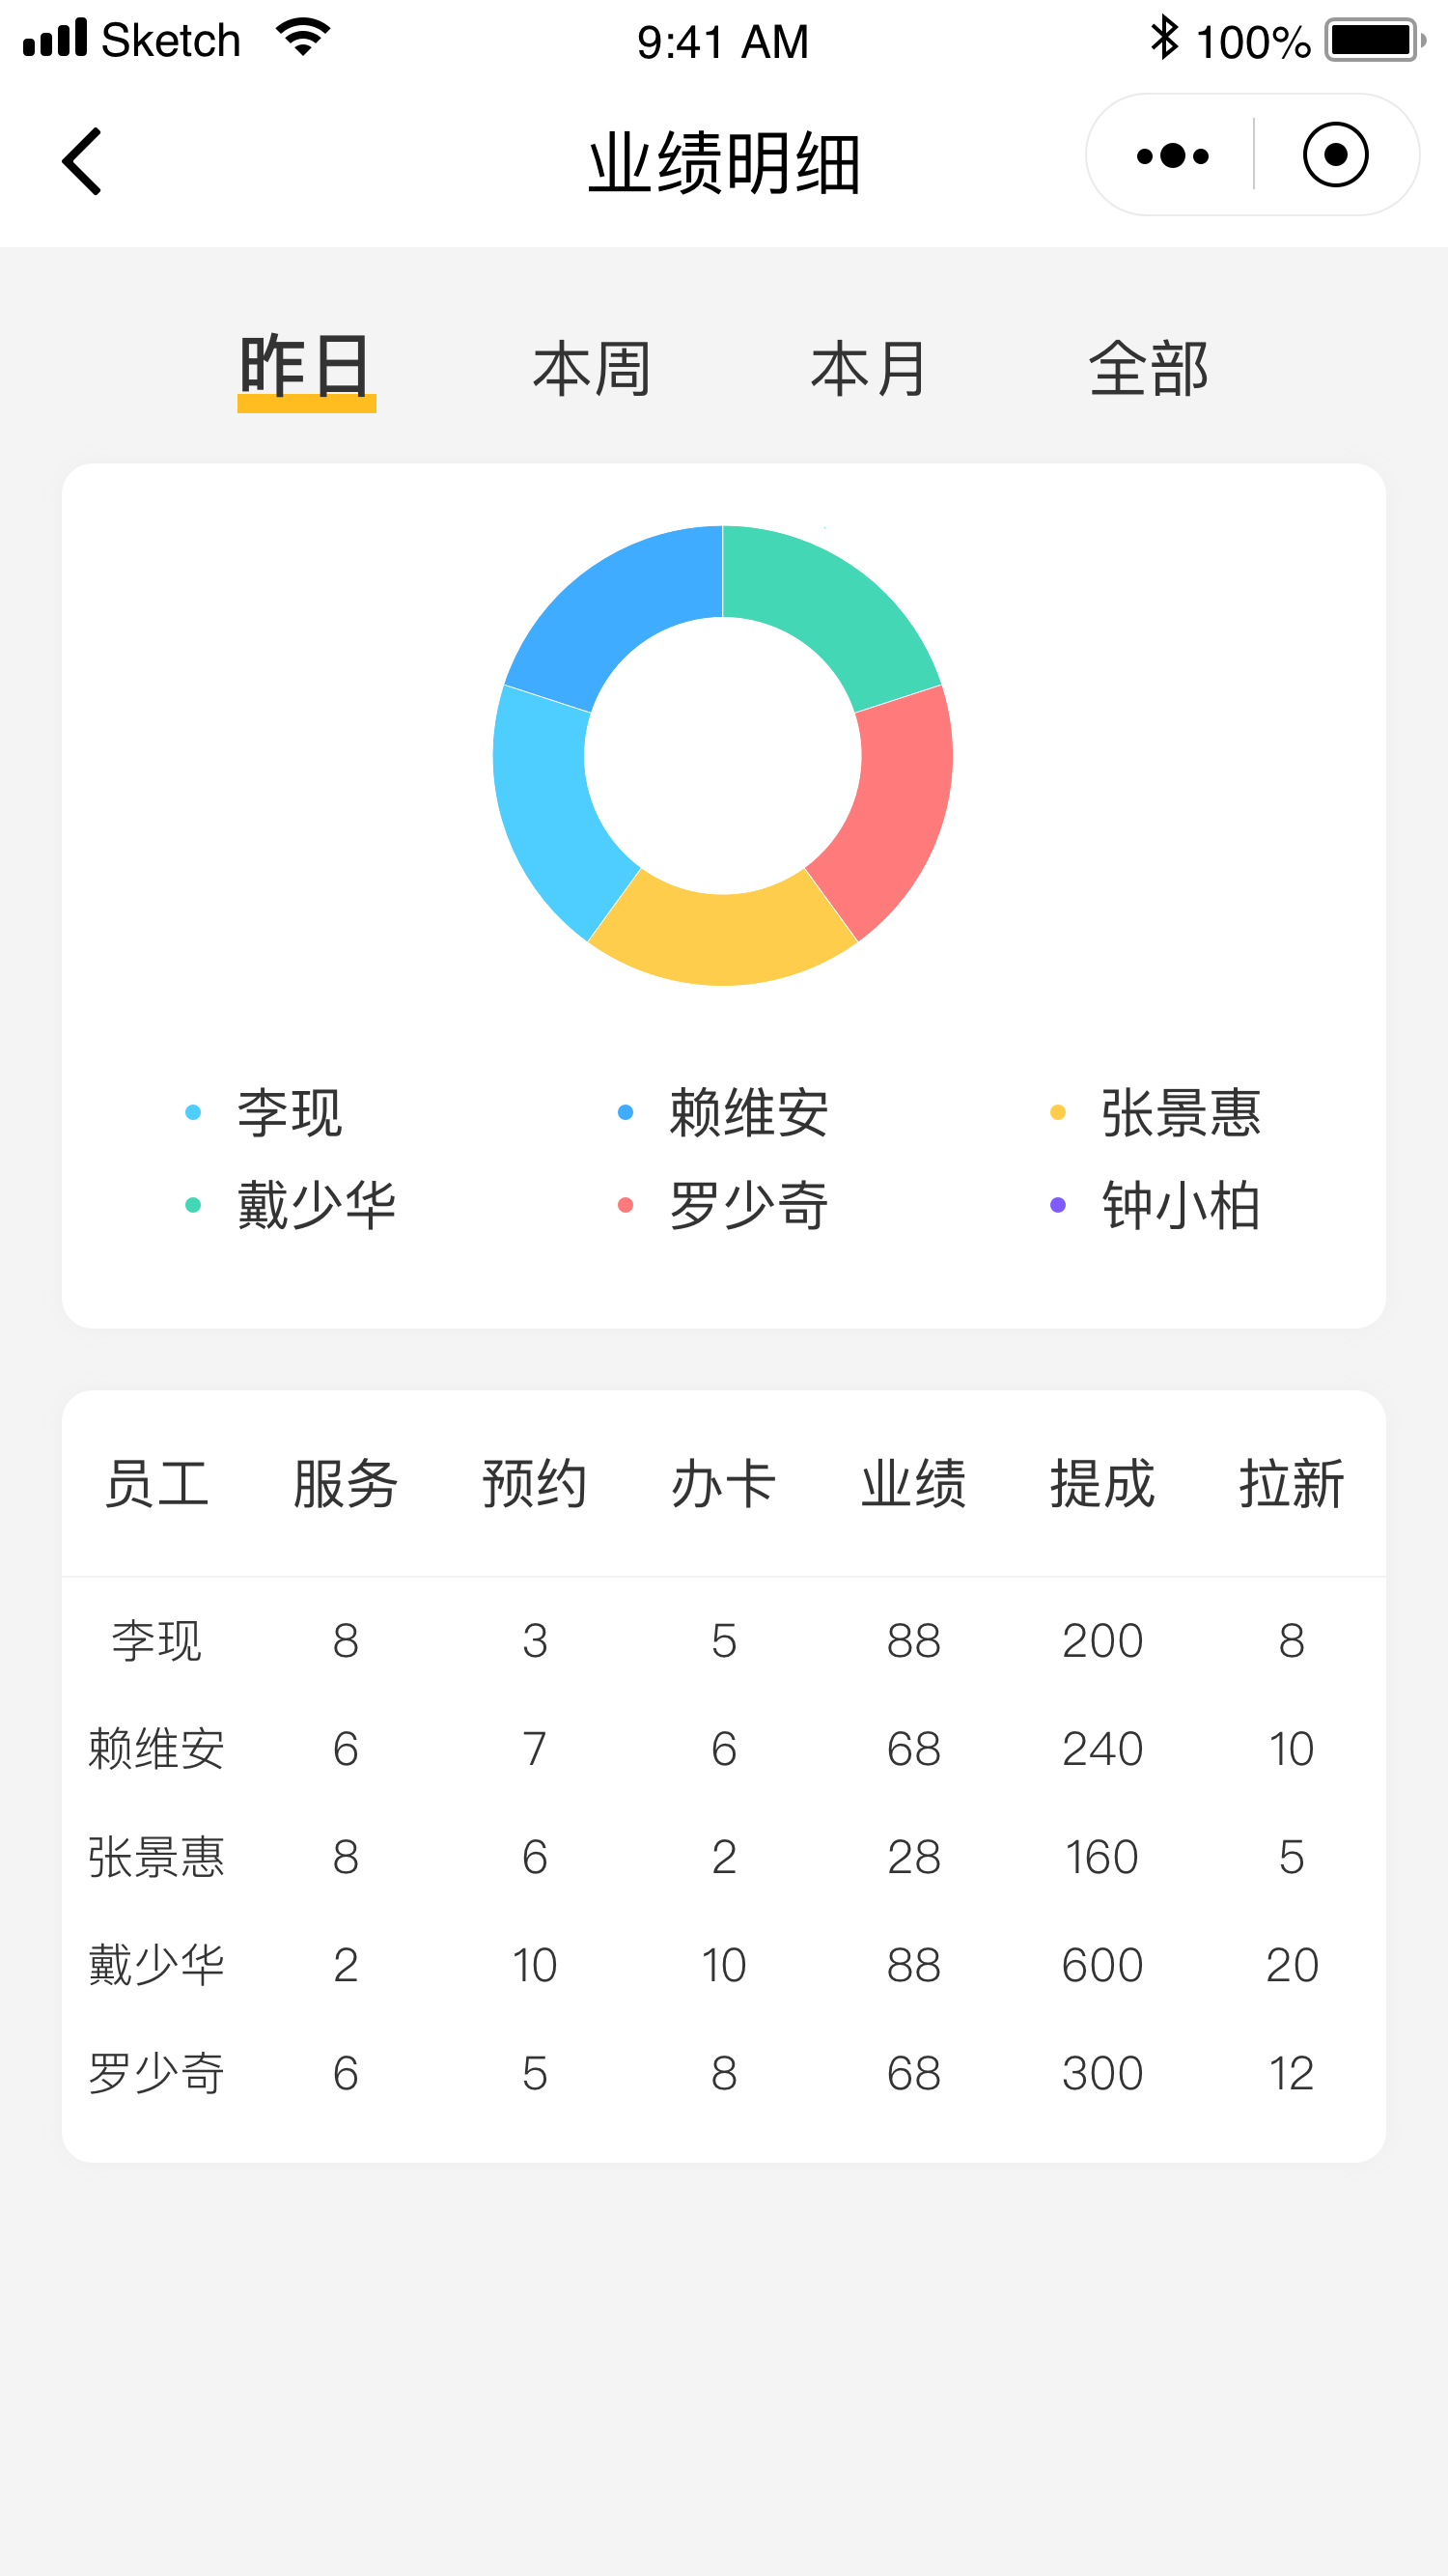 Sketch 9:41 AM 100%
业绩明细
昨日 本周 本月 全部
李现 赖维安 张景惠
戴少华 罗少奇 钟小柏
员工 服务 预约 办卡 业绩 提成 拉新
李现 8 3 5 88 200 8
赖维安 6 7 6 68 240 10
张景惠 8 6 2 28 160 5
戴少华 2 10 10 88 600 20
罗少奇 6 5 8 68 300 12